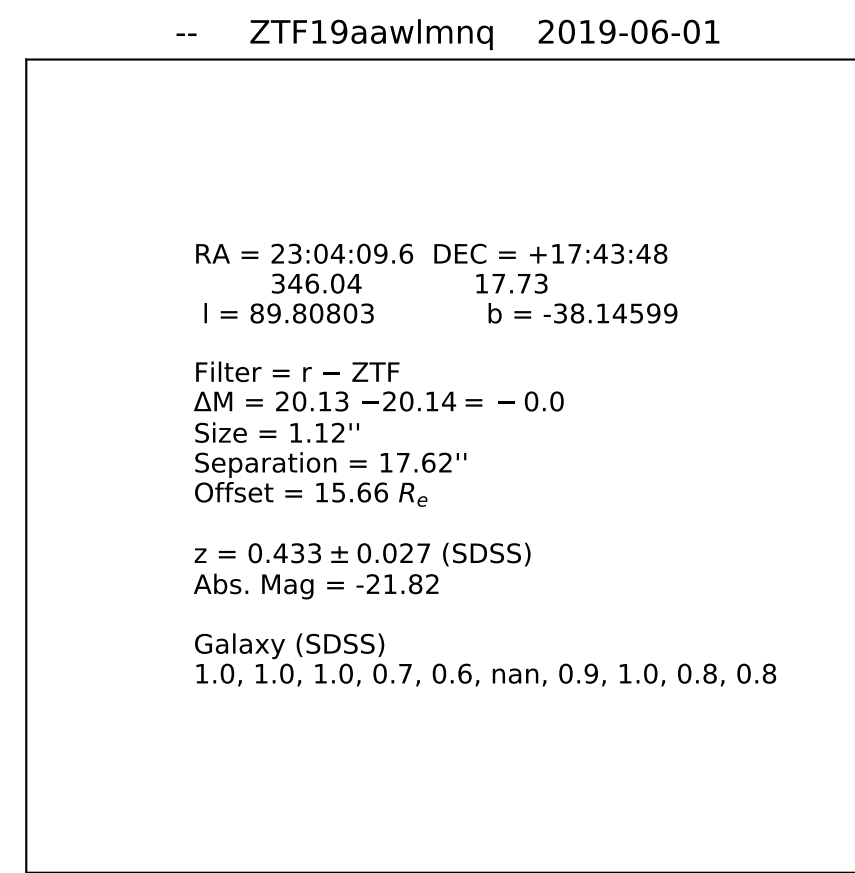 -- ZTF19aawlmnq 2019-06-01
RA = 23:04:09.6 DEC = +17:43:48
346.04 17.73
l = 89.80803 b = -38.14599
Filter = r − ZTF
ΔM = 20.13 −20.14 = − 0.0
Size = 1.12''
Separation = 17.62''
Offset = 15.66 Re
z = 0.433 ± 0.027 (SDSS)
Abs. Mag = -21.82
Galaxy (SDSS)
1.0, 1.0, 1.0, 0.7, 0.6, nan, 0.9, 1.0, 0.8, 0.8